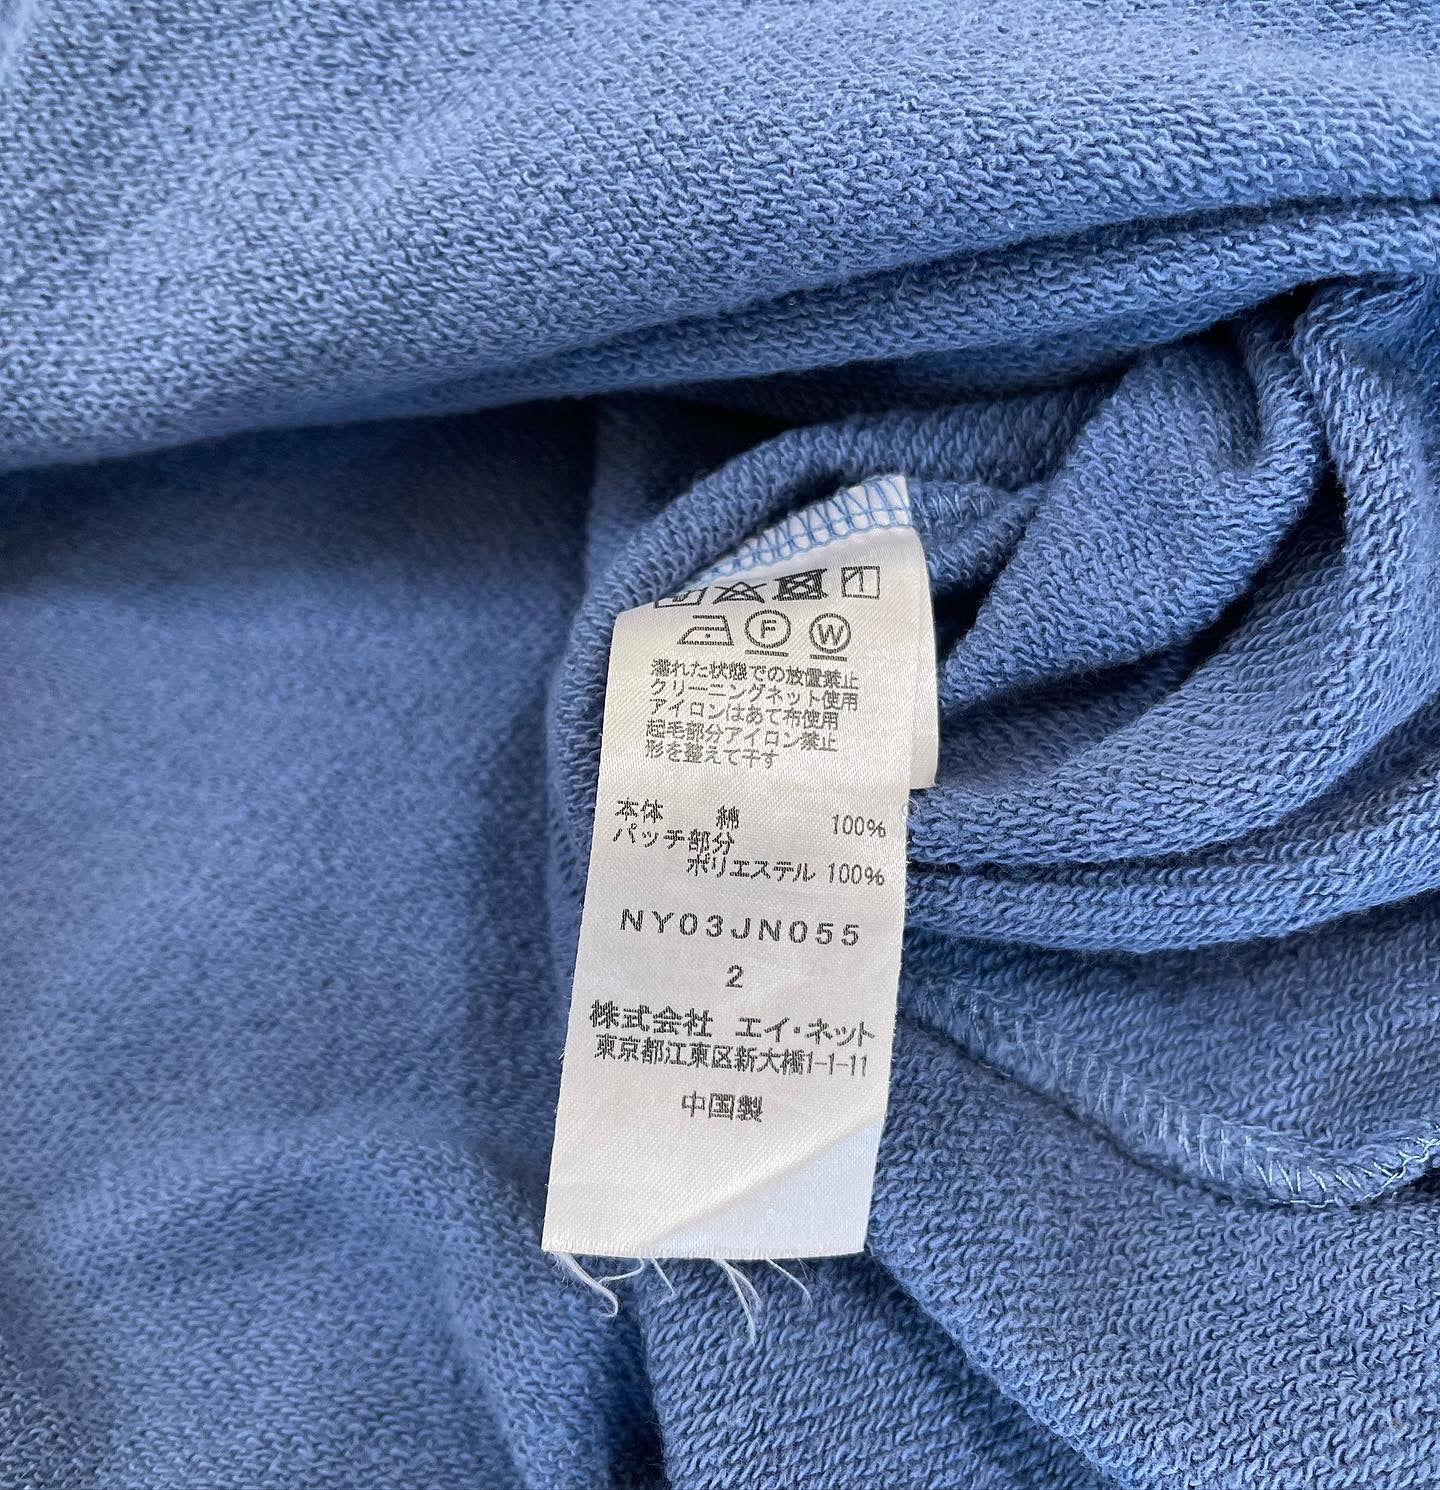 F W
濡れた状態での放置禁止
クリーニングネット使用
アイロンはあて布使用
起毛部分アイロン禁止
形を整えて干す
本体 綿 100%
パッチ部分
ポリエステル 100%
NY03JN055
2
株式会社 エイ・ネット
東京都江東区新大橋1-1-11
中国製